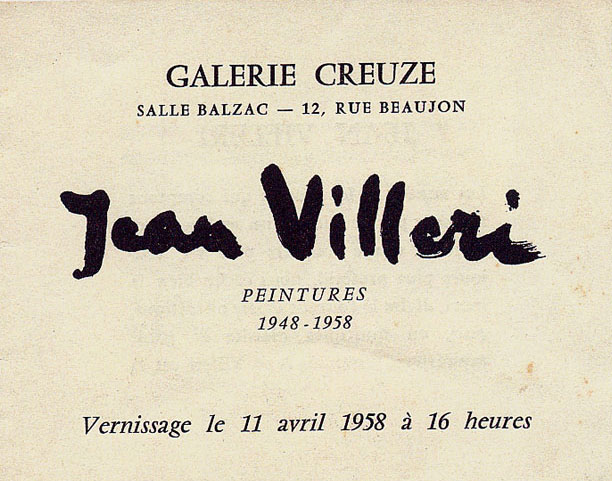 GALERIE CREUZE
SALLE BALZAC — 12, RUE BEAUJON
Jean Villeri
PEINTURES
1948-1958
Vernissage le 11 avril 1958 à 16 heures